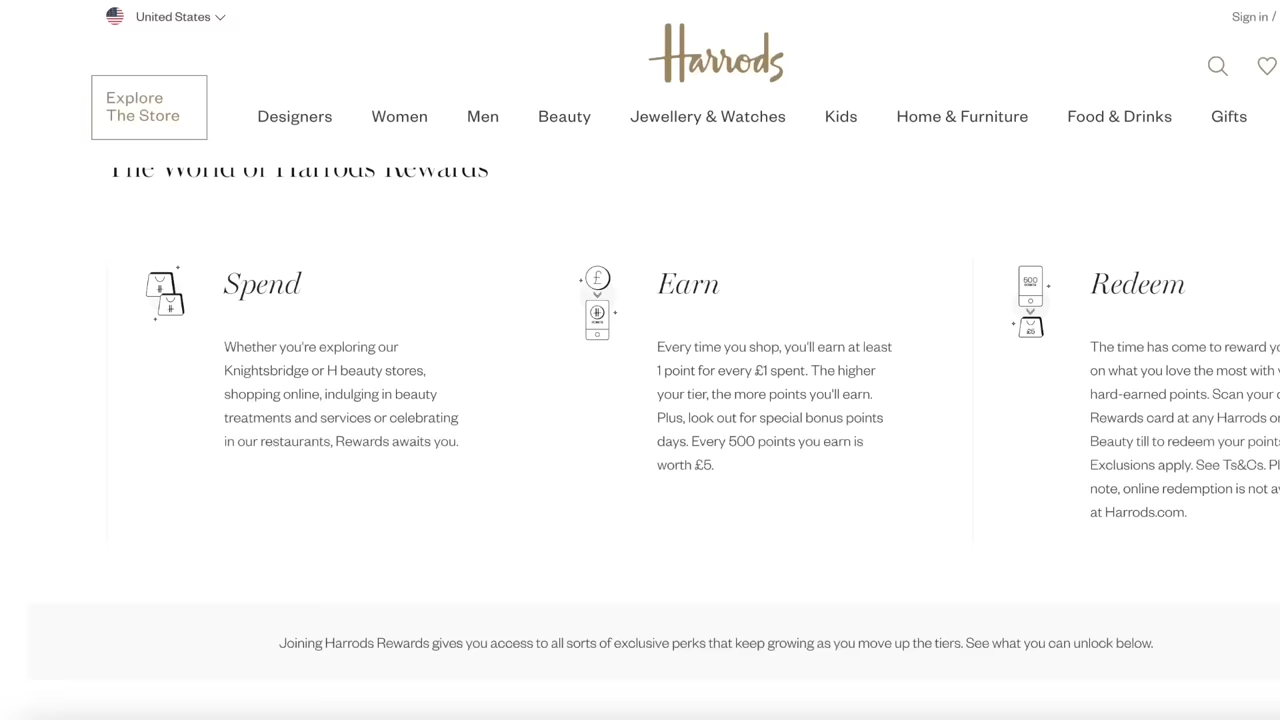 United States
Sign in /
Harrods
Explore
The Store
Designers
Women
Men
Beauty
Jewellery & Watches
Kids
Home & Furniture
Food & Drinks
Gifts
The World of Harrods Rewards
Spend
Whether you're exploring our
Knightsbridge or H beauty stores,
shopping online, indulging in beauty
treatments and services or celebrating
in our restaurants, Rewards awaits you.
£
Earn
Every time you shop, you'll earn at least
1 point for every £1 spent. The higher
your tier, the more points you'll earn.
Plus, look out for special bonus points
days. Every 500 points you earn is
worth £5.
500
£5
Redeem
The time has come to reward
on what you love the most with
hard-earned points. Scan your
Rewards card at any Harrods
Beauty till to redeem your
Exclusions apply. See Ts&Cs.
note, online redemption is not
at Harrods.com.
Joining Harrods Rewards gives you access to all sorts of exclusive perks that keep growing as you move up the tiers. See what you can unlock below.